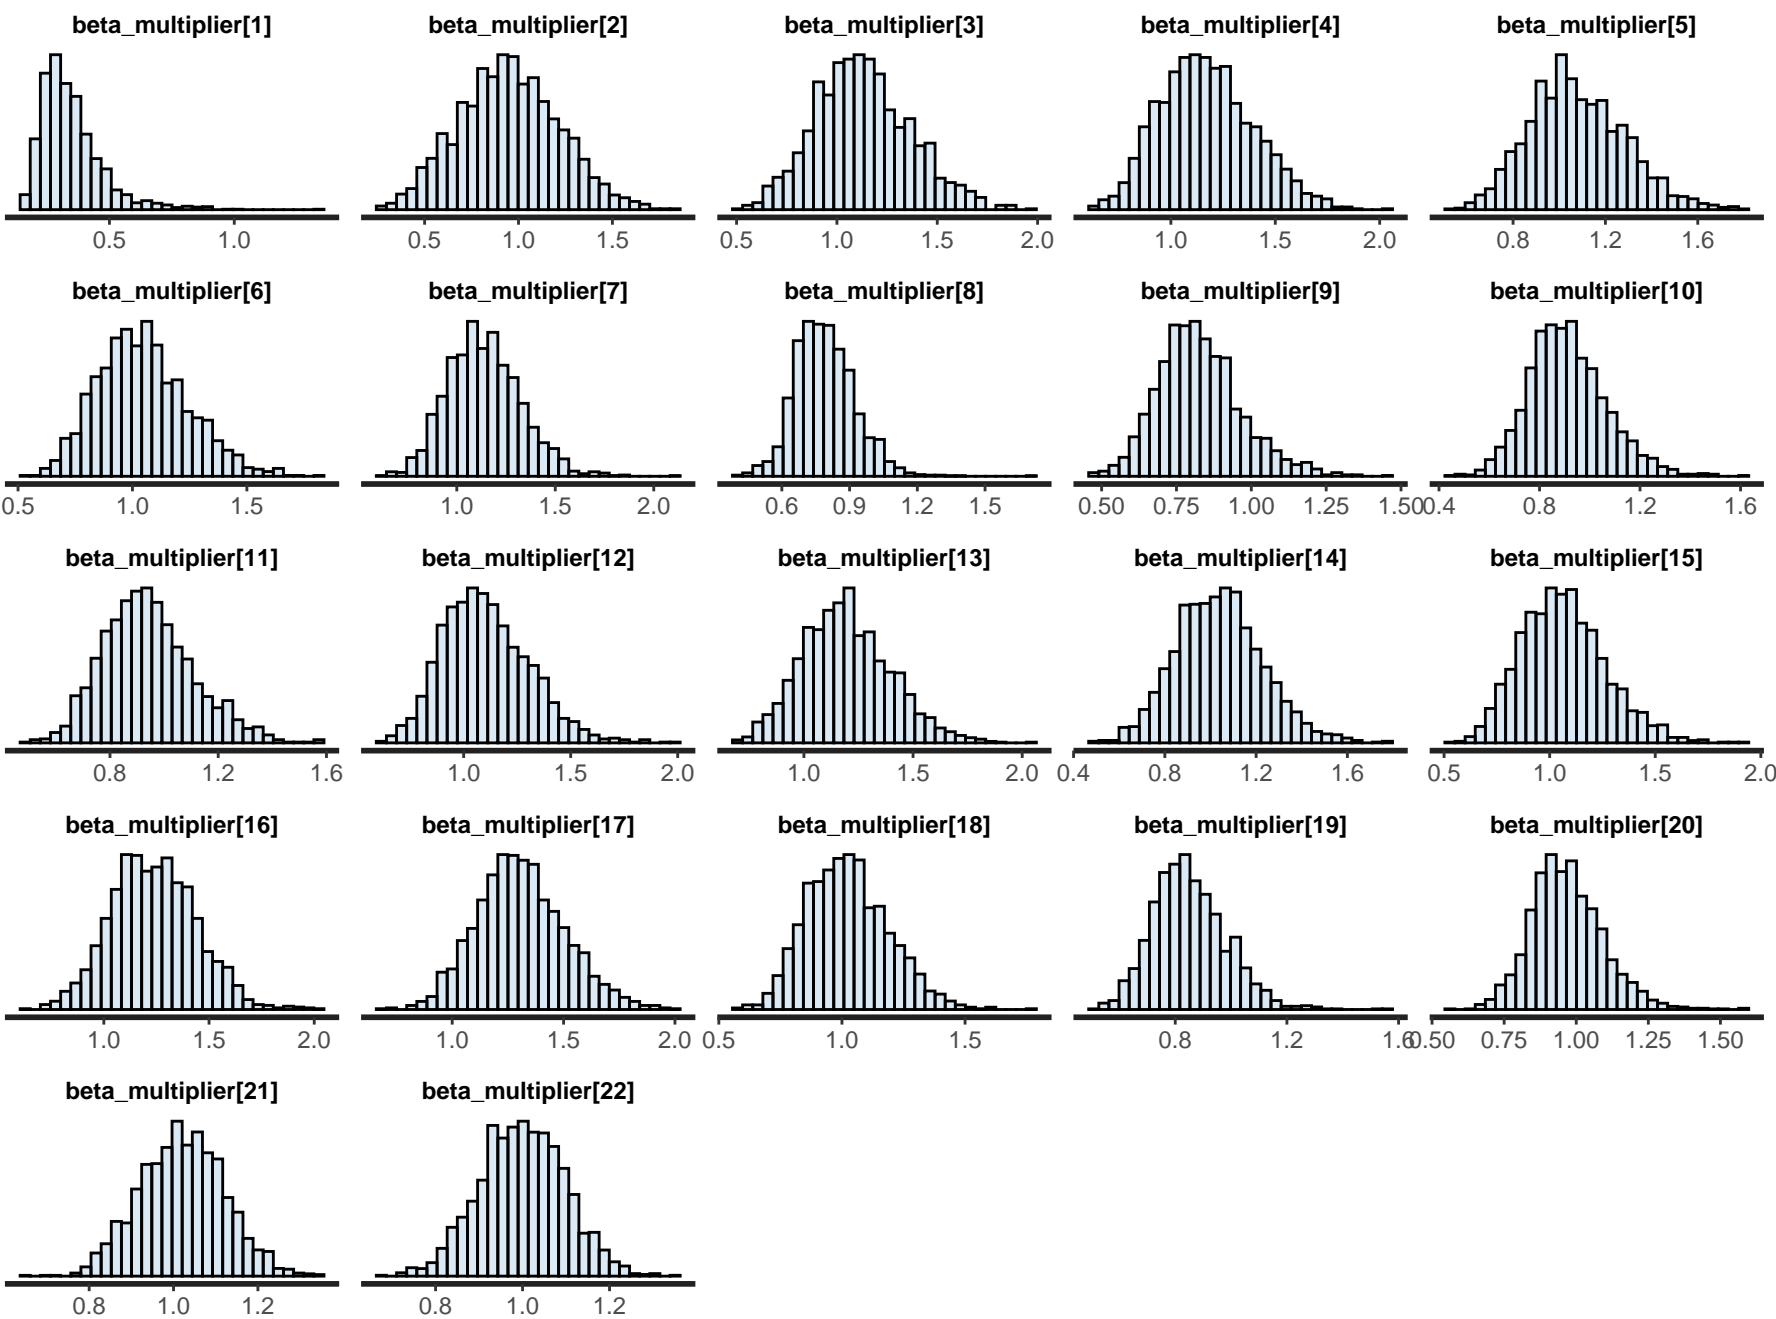 beta_multiplier[1] beta_multiplier[2] beta_multiplier[3] beta_multiplier[4] beta_multiplier[5]
0.5 1.0 0.5 1.0 1.5 0.5 1.0 1.5 2.0 1.0 1.5 2.0 0.8 1.2 1.6
beta_multiplier[6] beta_multiplier[7] beta_multiplier[8] beta_multiplier[9] beta_multiplier[10]
0.5 1.0 1.5 1.0 1.5 2.0 0.6 0.9 1.2 1.5 0.50 0.75 1.00 1.25 1.50 0.4 0.8 1.2 1.6
beta_multiplier[11] beta_multiplier[12] beta_multiplier[13] beta_multiplier[14] beta_multiplier[15]
0.8 1.2 1.6 1.0 1.5 2.0 1.0 1.5 2.0 0.4 0.8 1.2 1.6 0.5 1.0 1.5 2.0
beta_multiplier[16] beta_multiplier[17] beta_multiplier[18] beta_multiplier[19] beta_multiplier[20]
1.0 1.5 2.0 1.0 1.5 2.0 0.5 1.0 1.5 0.8 1.2 1.6 0.50 0.75 1.00 1.25 1.50
beta_multiplier[21] beta_multiplier[22]
0.8 1.0 1.2 0.8 1.0 1.2